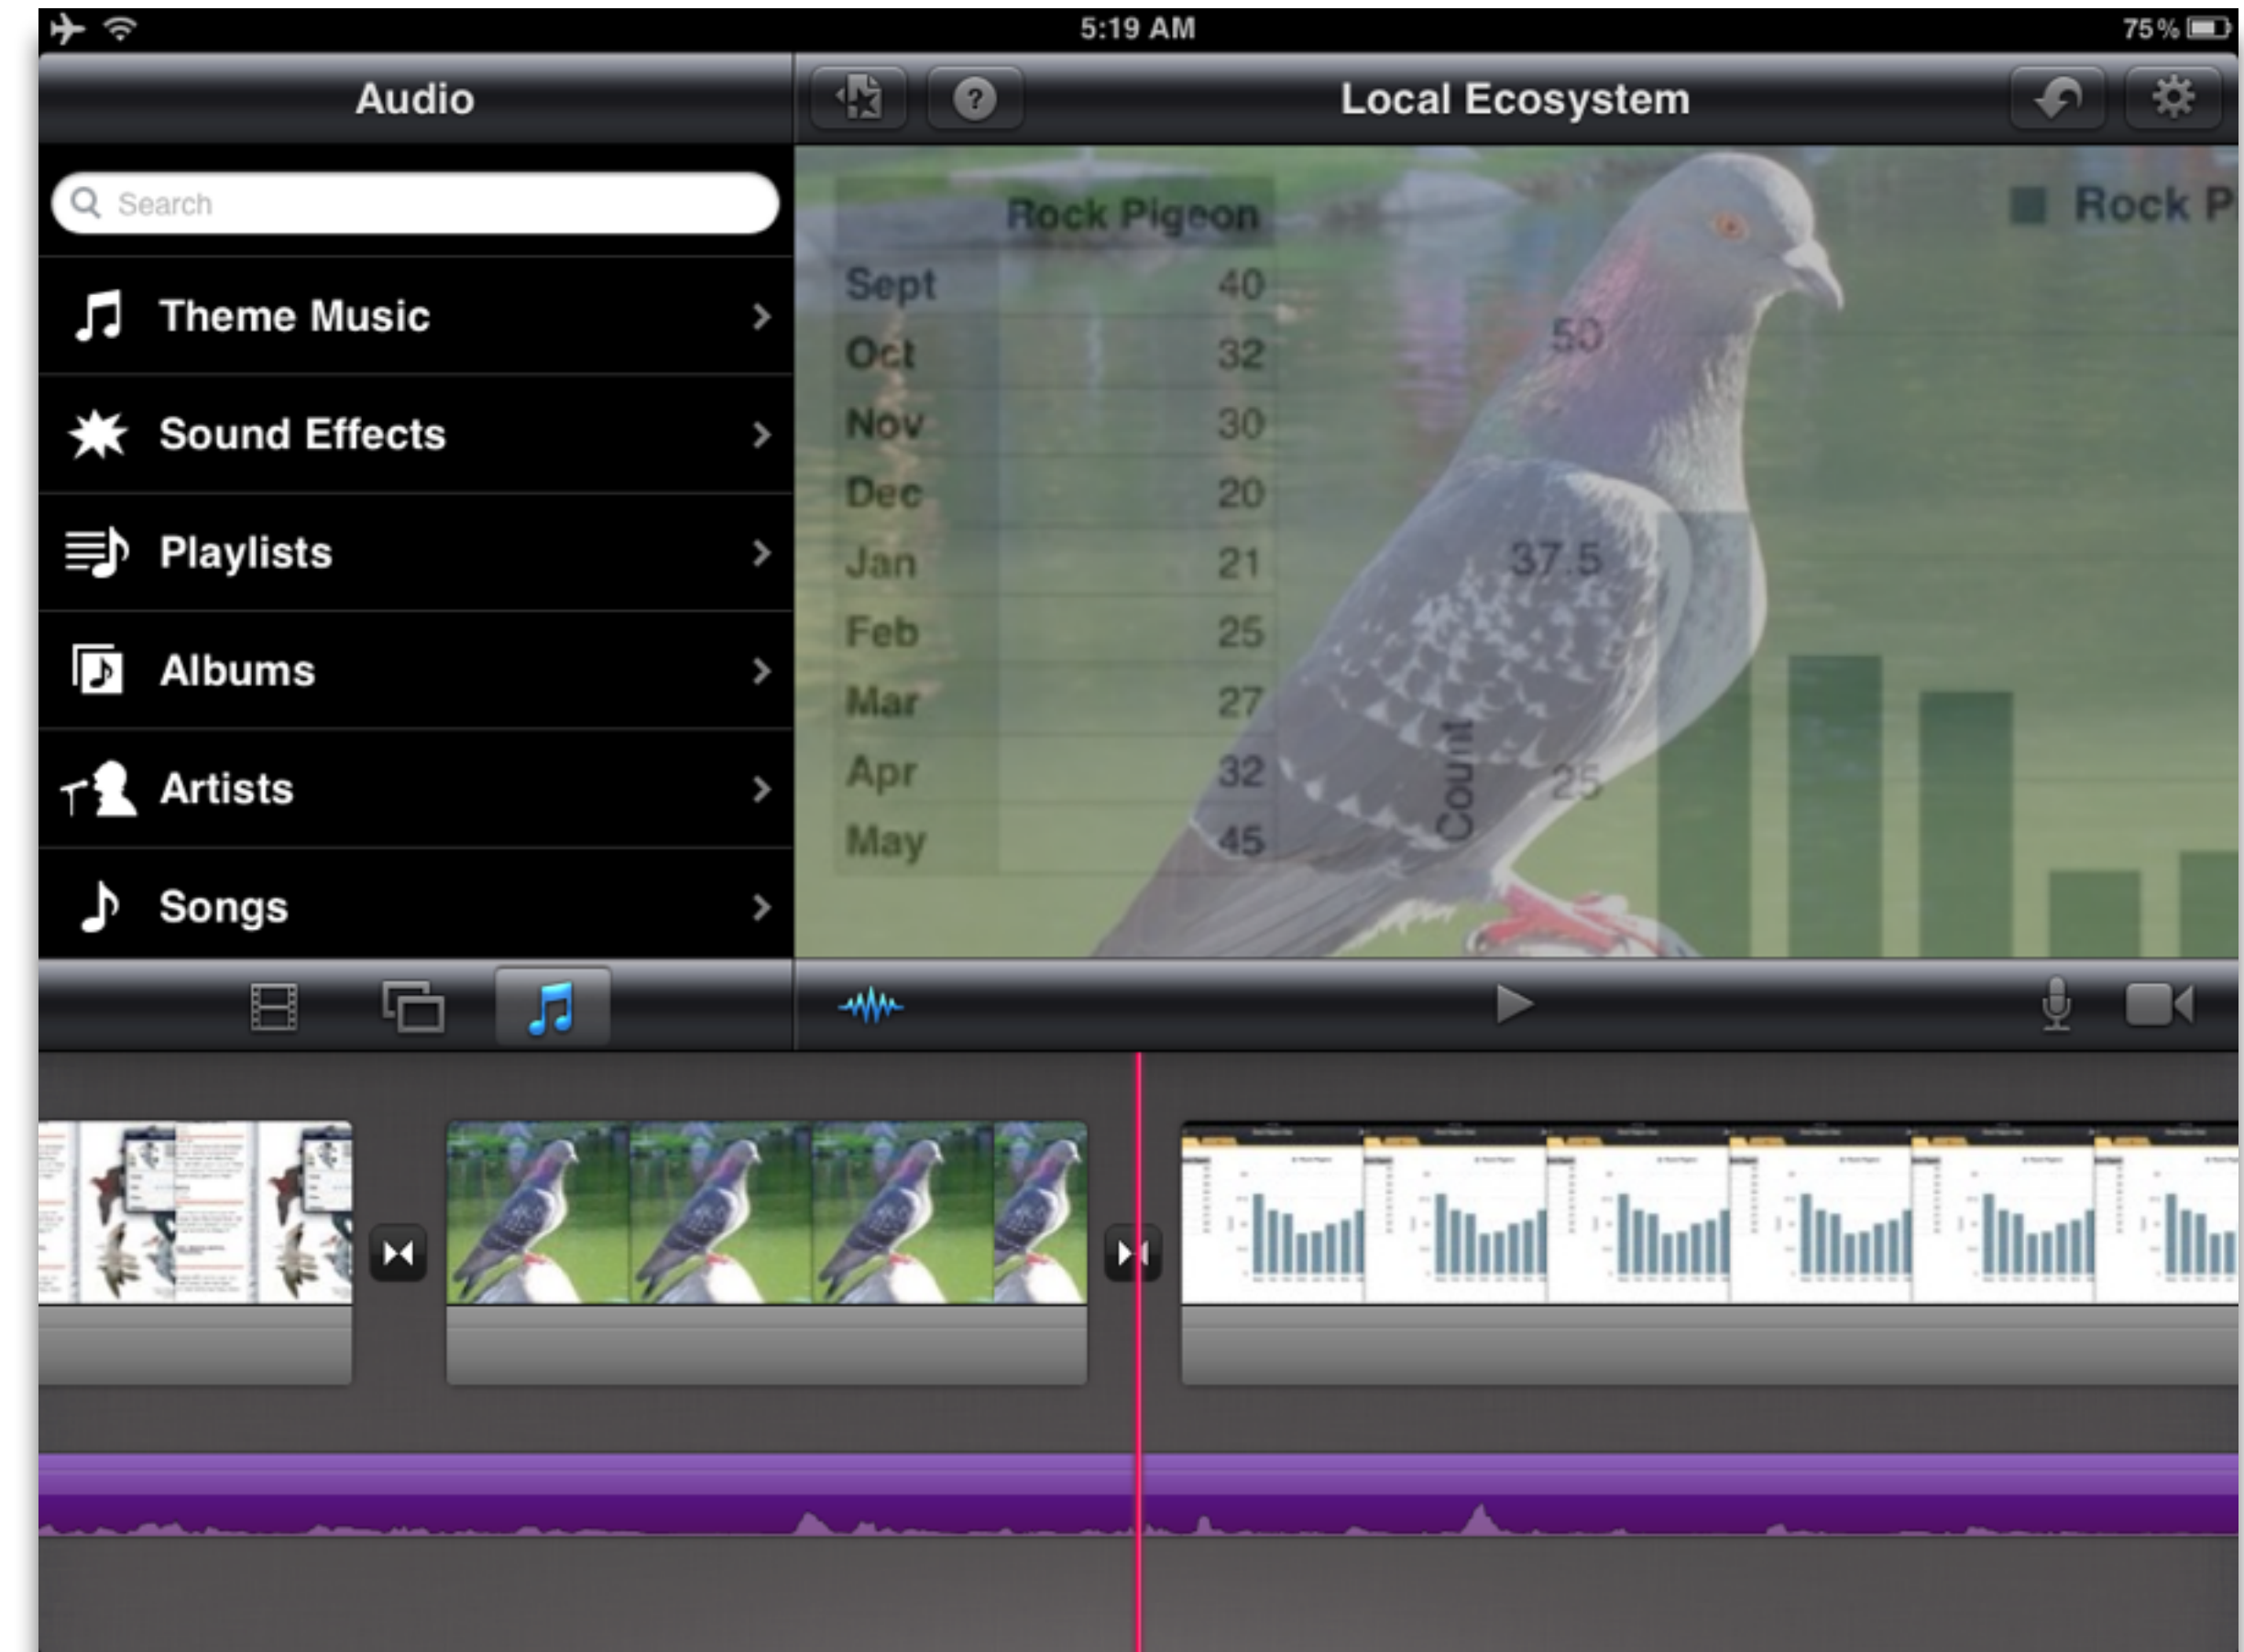 5:19 AM
75%
Audio
?
Local Ecosystem
Search
Theme Music
Sound Effects
Playlists
Albums
Artists
Songs
Rock Pigeon
Sept 40
Oct 32
Nov 30
Dec 20
Jan 21
Feb 25
Mar 27
Apr 32
May 45
Rock P
50
37.5
25
Count